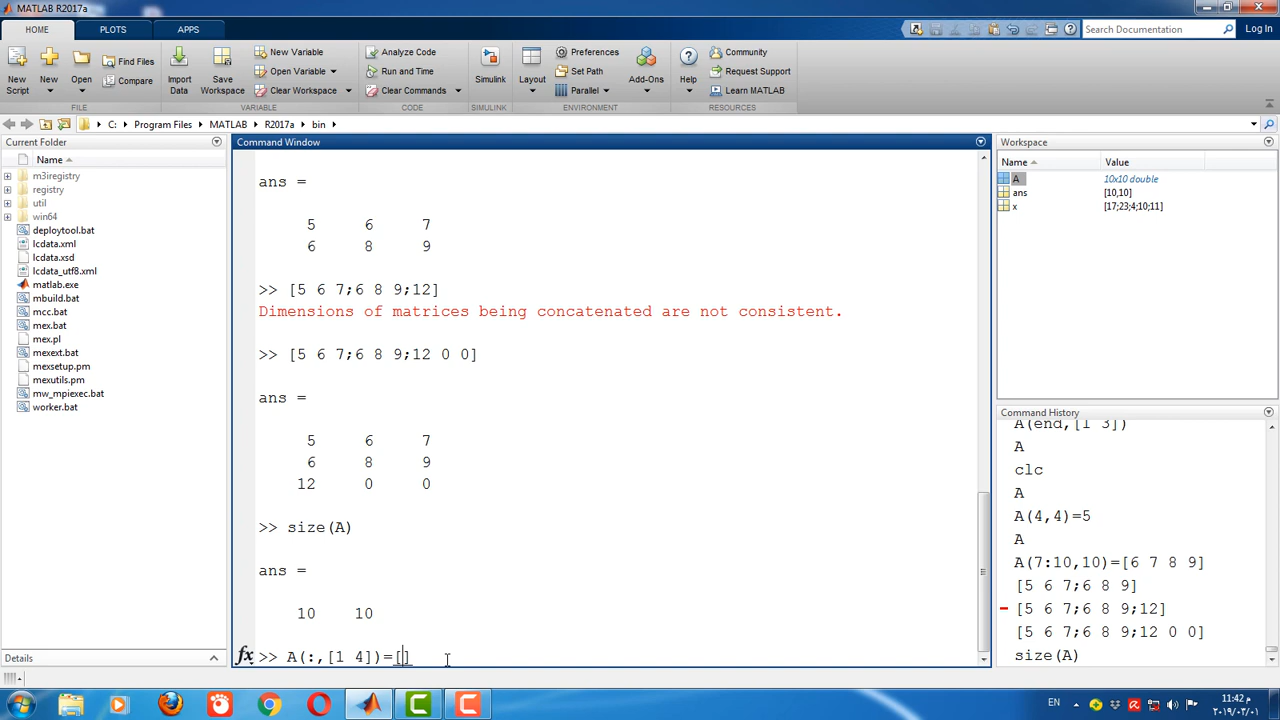 MATLAB R2017a
HOME PLOTS APPS Search Documentation Log In
New Script New Open Find Files Compare Import Data Save Workspace New Variable Open Variable Clear Workspace Analyze Code Run and Time Clear Commands Simulink Layout Preferences Set Path Parallel Add-Ons Help Community Request Support Learn MATLAB
FILE VARIABLE CODE SIMULINK ENVIRONMENT RESOURCES
C: Program Files MATLAB R2017a bin
Current Folder
Name
m3iregistry
registry
util
win64
deploytool.bat
lcdata.xml
lcdata.xsd
lcdata_utf8.xml
matlab.exe
mbuild.bat
mcc.bat
mex.bat
mex.pl
mexext.bat
mexsetup.pm
mexutils.pm
mw_mpiexec.bat
worker.bat
Details
Command Window
ans =
5 6 7
6 8 9
>> [5 6 7;6 8 9;12]
Dimensions of matrices being concatenated are not consistent.
>> [5 6 7;6 8 9;12 0 0]
ans =
5 6 7
6 8 9
12 0 0
>> size(A)
ans =
10 10
fx >> A(:,[1 4])=[]
Workspace
Name Value
A 10x10 double
ans [10,10]
x [17;23;4;10;11]
Command History
A(end,[1 3])
A
clc
A
A(4,4)=5
A
A(7:10,10)=[6 7 8 9]
[5 6 7;6 8 9]
[5 6 7;6 8 9;12]
[5 6 7;6 8 9;12 0 0]
size(A)
EN
11:42 م
٢٠١٩/٠٣/٠١